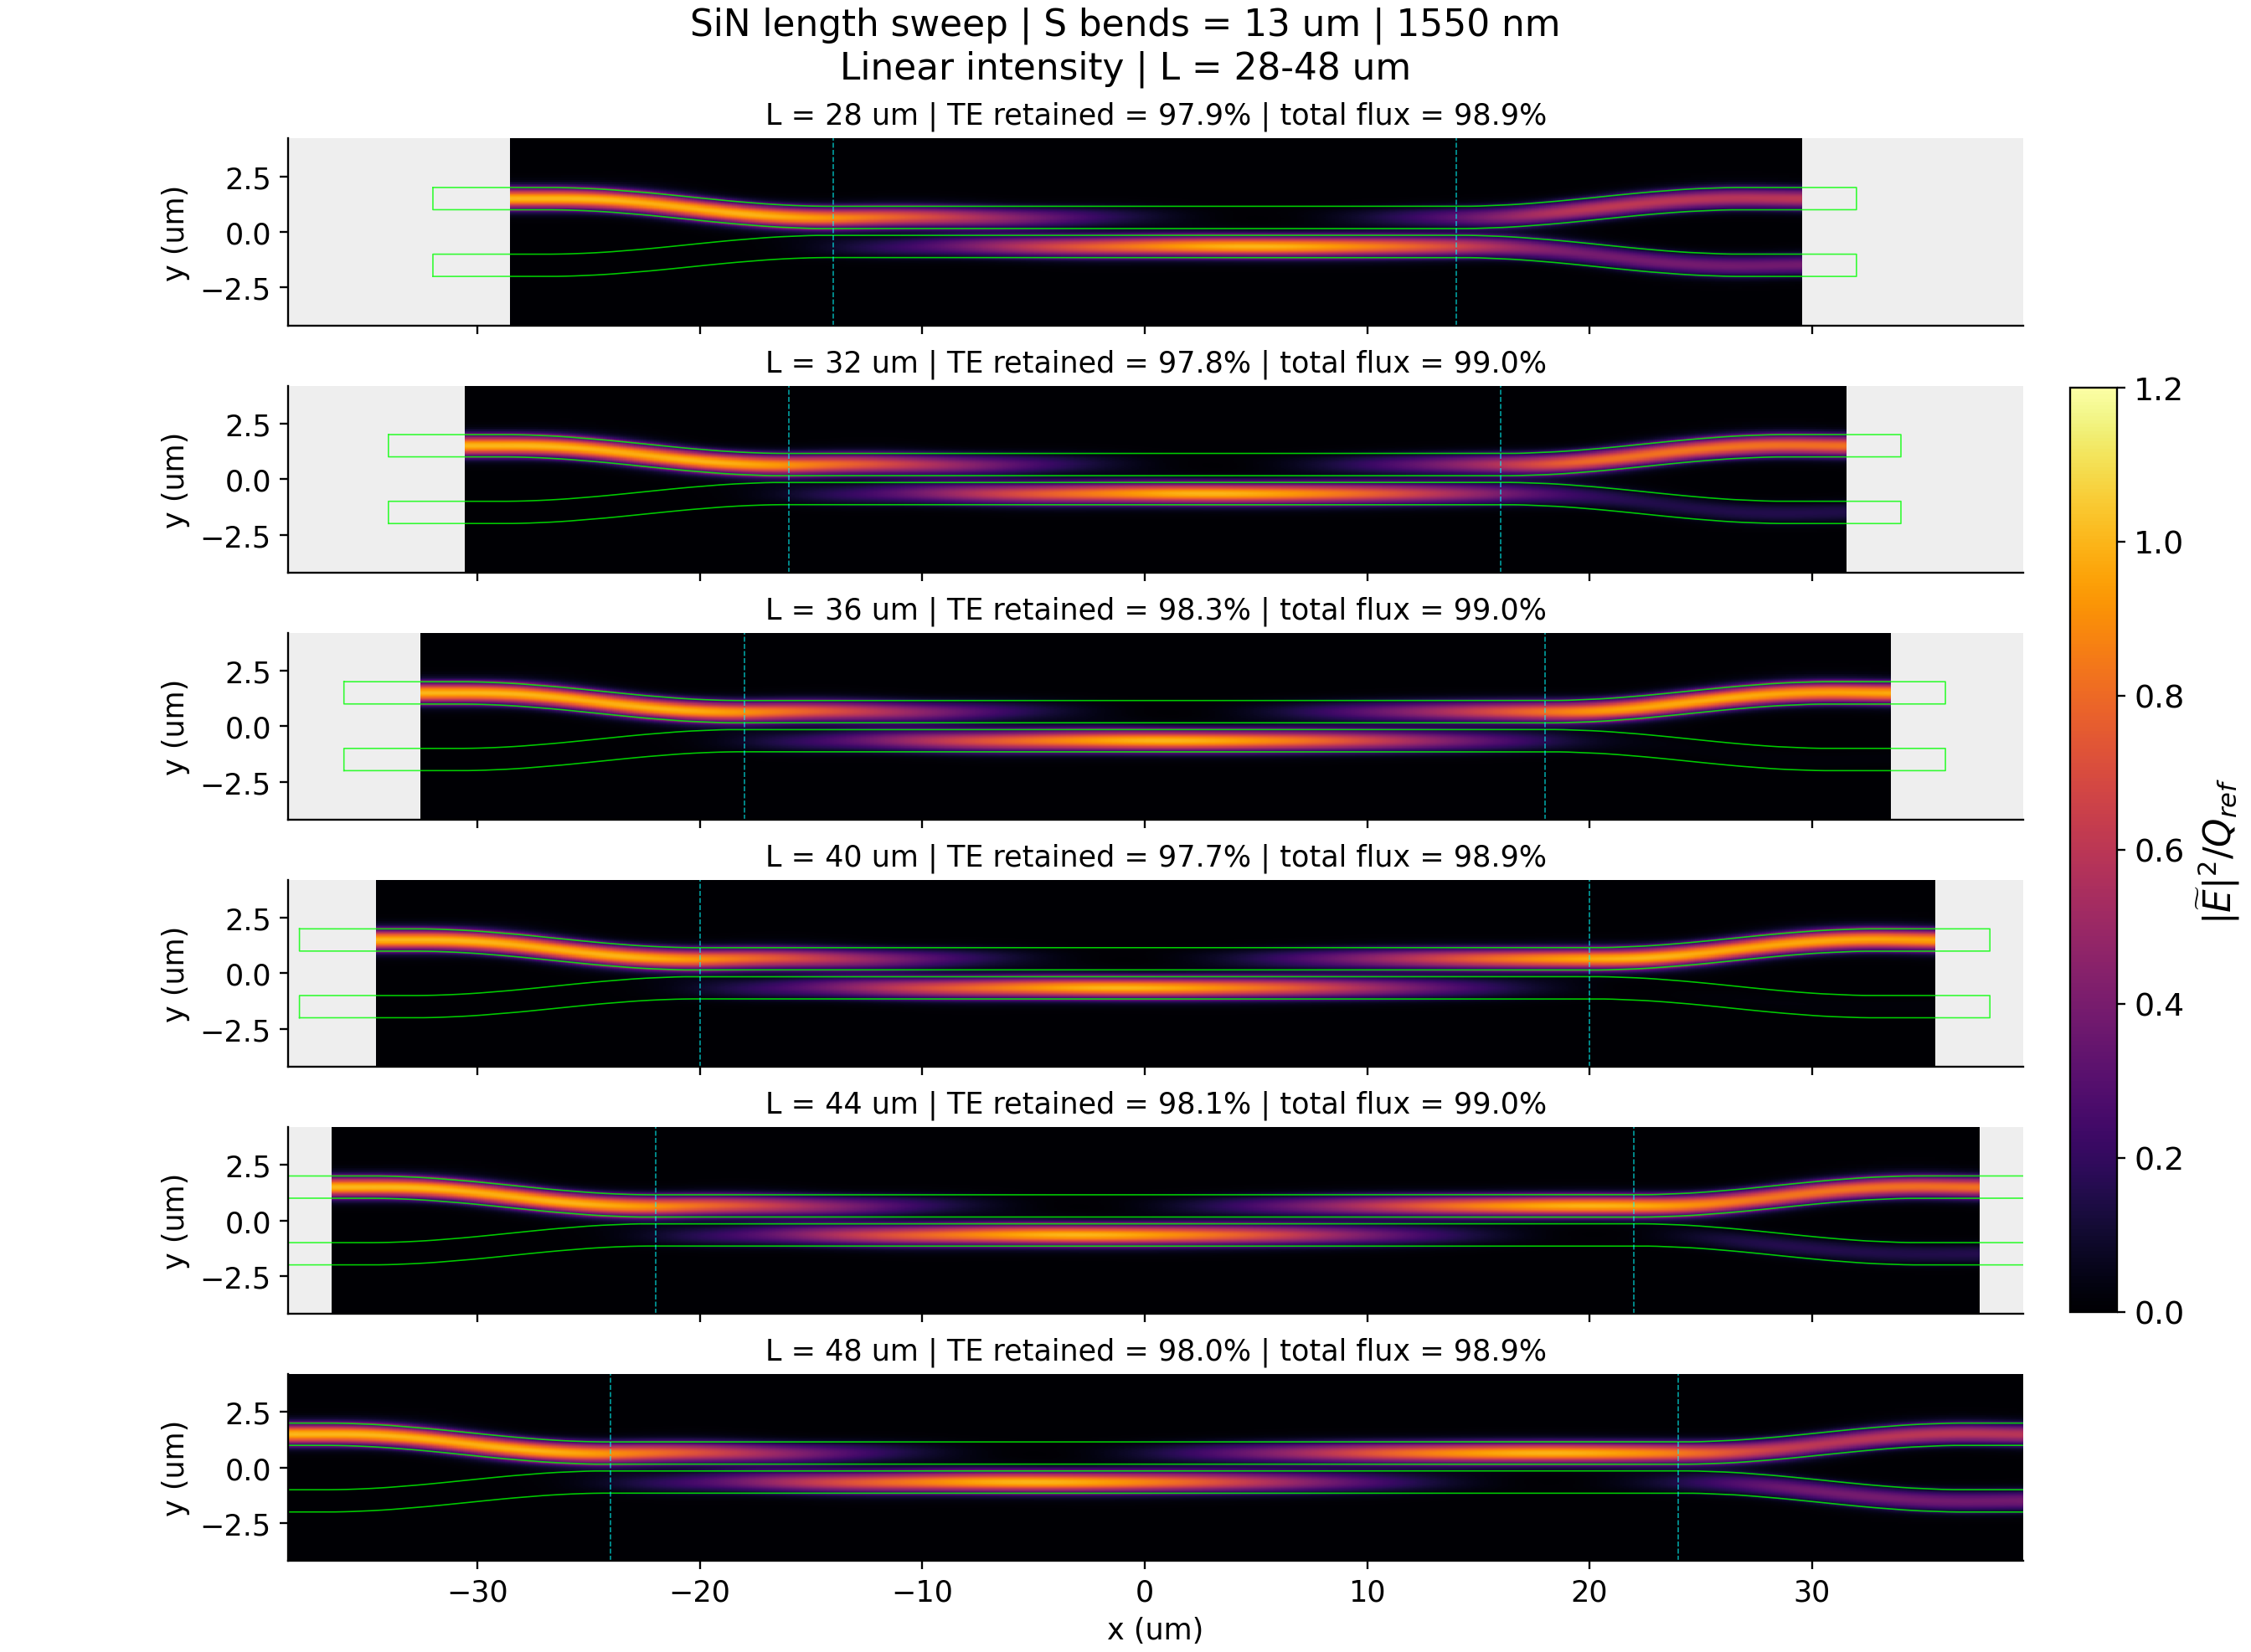 SiN length sweep | S bends = 13 um | 1550 nm
Linear intensity | L = 28-48 um
L = 28 um | TE retained = 97.9% | total flux = 98.9%
2.5
0.0
−2.5
y (um)
L = 32 um | TE retained = 97.8% | total flux = 99.0%
2.5
0.0
−2.5
y (um)
L = 36 um | TE retained = 98.3% | total flux = 99.0%
2.5
0.0
−2.5
y (um)
L = 40 um | TE retained = 97.7% | total flux = 98.9%
2.5
0.0
−2.5
y (um)
L = 44 um | TE retained = 98.1% | total flux = 99.0%
2.5
0.0
−2.5
y (um)
L = 48 um | TE retained = 98.0% | total flux = 98.9%
2.5
0.0
−2.5
y (um)
−30 −20 −10 0 10 20 30
x (um)
1.2
1.0
0.8
0.6
0.4
0.2
0.0
|Ẽ|²/Q_ref